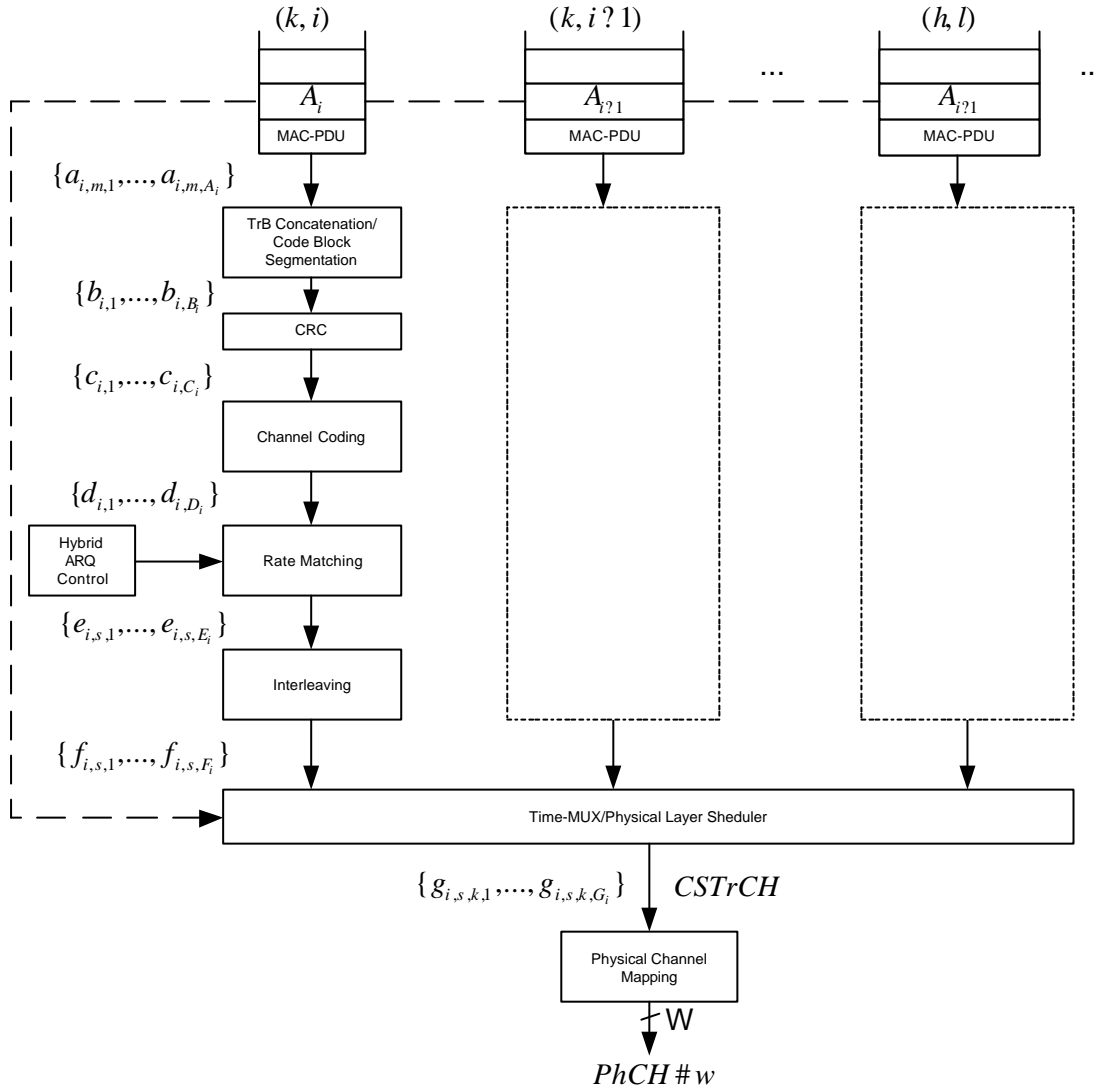 (k, i) (k, i ? 1) (h, l)
... ..
A_i A_{i?1} A_{i?1}
MAC-PDU MAC-PDU MAC-PDU
{a_{i,m,1},..., a_{i,m,A_i}}
TrB Concatenation/
Code Block
Segmentation
{b_{i,1},..., b_{i,B_i}}
CRC
{c_{i,1},..., c_{i,C_i}}
Channel Coding
{d_{i,1},..., d_{i,D_i}}
Hybrid
ARQ
Control
Rate Matching
{e_{i,s,1},..., e_{i,s,E_i}}
Interleaving
{f_{i,s,1},..., f_{i,s,F_i}}
Time-MUX/Physical Layer Sheduler
{g_{i,s,k,1},..., g_{i,s,k,G_i}} CSTrCH
Physical Channel
Mapping
W
PhCH # w